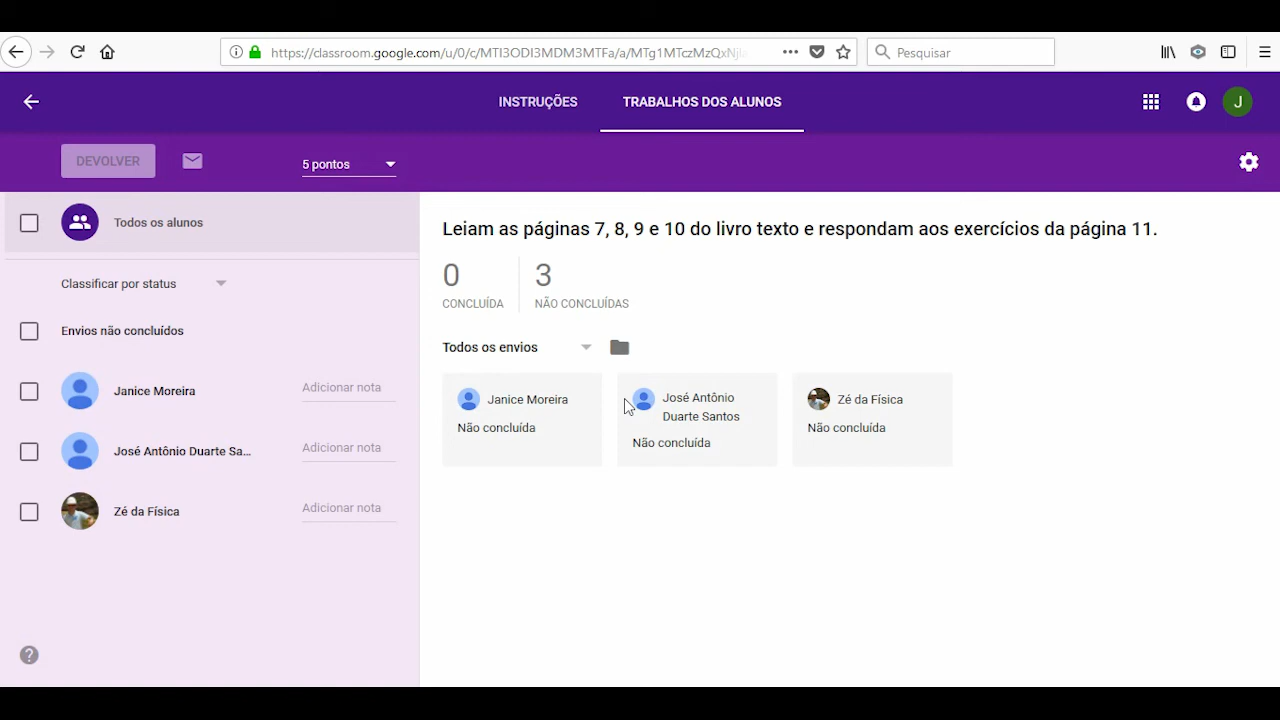 https://classroom.google.com/u/0/c/MTI3ODI3MDM3MTFa/a/MTg1MTczMzQxNjla
Pesquisar
INSTRUÇÕES
TRABALHOS DOS ALUNOS
J
DEVOLVER
5 pontos
Todos os alunos
Classificar por status
Envios não concluídos
Janice Moreira
Adicionar nota
José Antônio Duarte Sa...
Adicionar nota
Zé da Física
Adicionar nota
?
Leiam as páginas 7, 8, 9 e 10 do livro texto e respondam aos exercícios da página 11.
0
CONCLUÍDA
3
NÃO CONCLUÍDAS
Todos os envios
Janice Moreira
Não concluída
José Antônio
Duarte Santos
Não concluída
Zé da Física
Não concluída